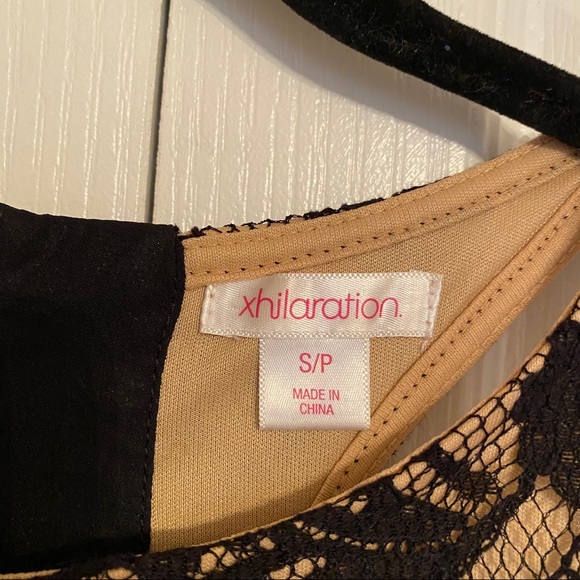 xhilaration.
S/P
MADE IN
CHINA